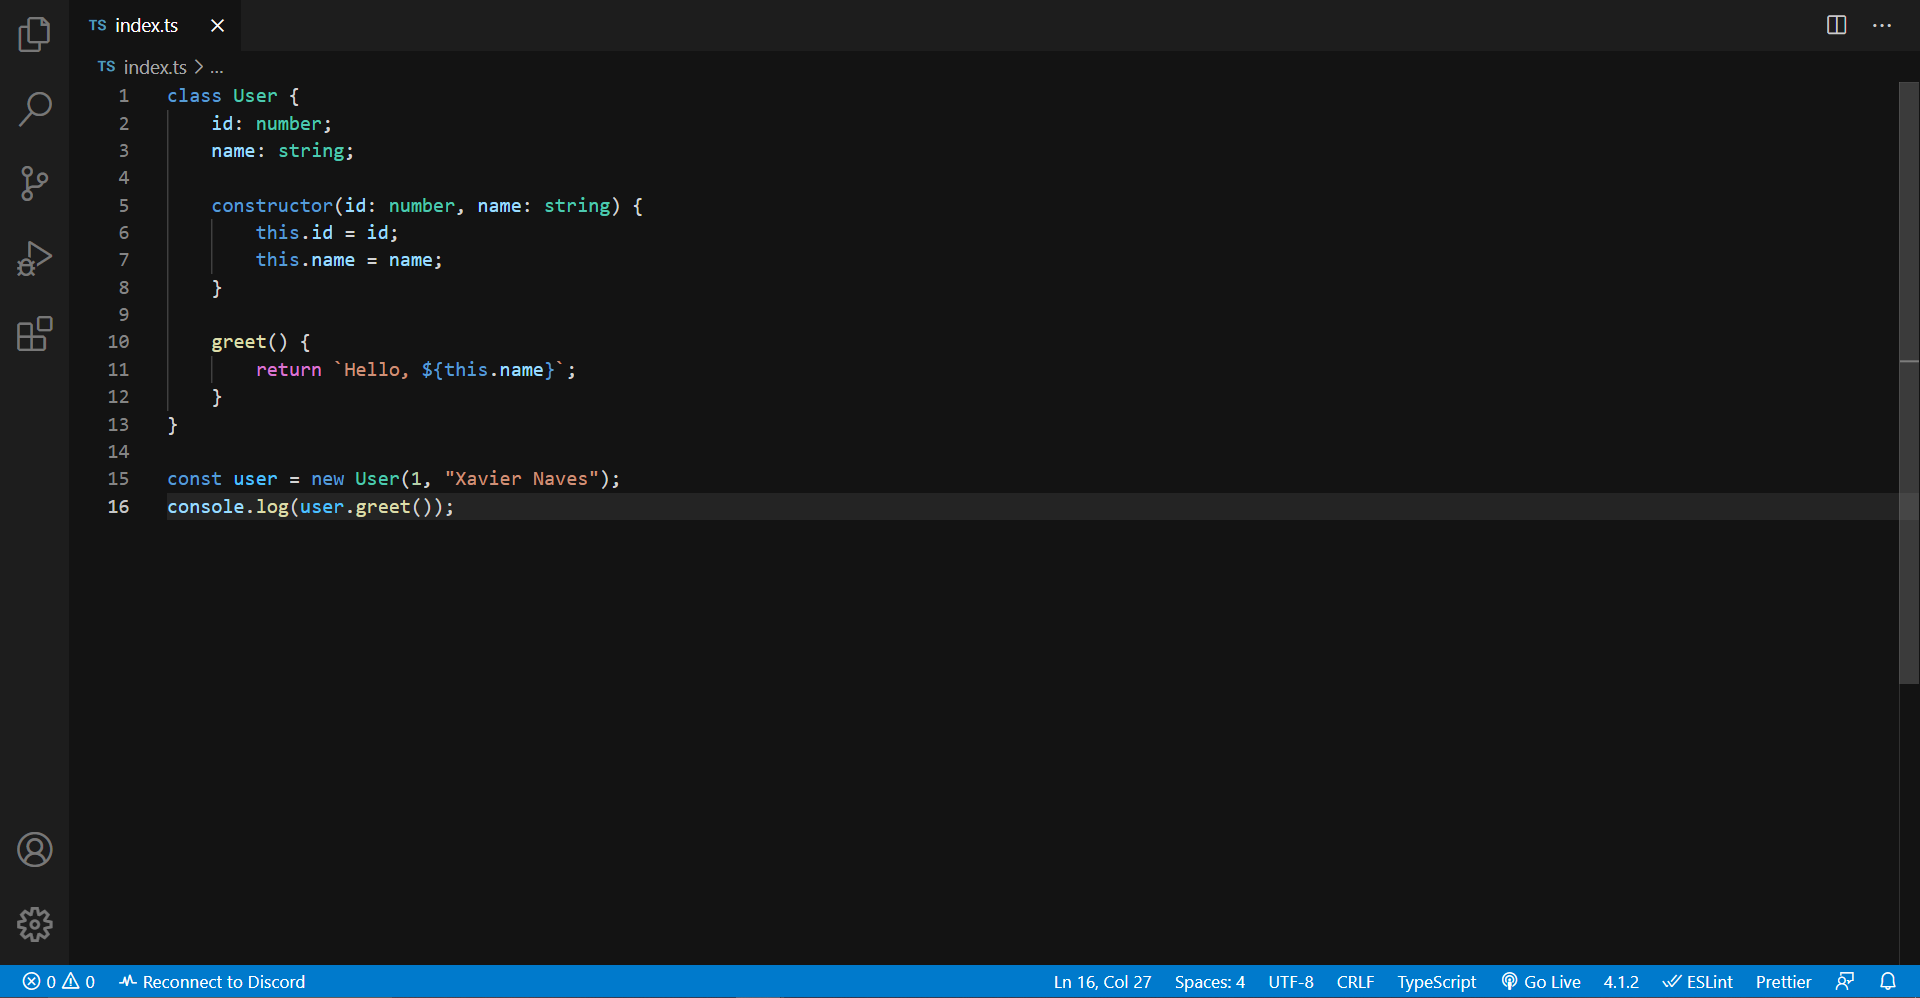 TS index.ts
TS index.ts > ...
1 class User {
2     id: number;
3     name: string;
4
5     constructor(id: number, name: string) {
6         this.id = id;
7         this.name = name;
8     }
9
10     greet() {
11         return `Hello, ${this.name}`;
12     }
13 }
14
15 const user = new User(1, "Xavier Naves");
16 console.log(user.greet());
0 0 Reconnect to Discord Ln 16, Col 27 Spaces: 4 UTF-8 CRLF TypeScript Go Live 4.1.2 ESLint Prettier